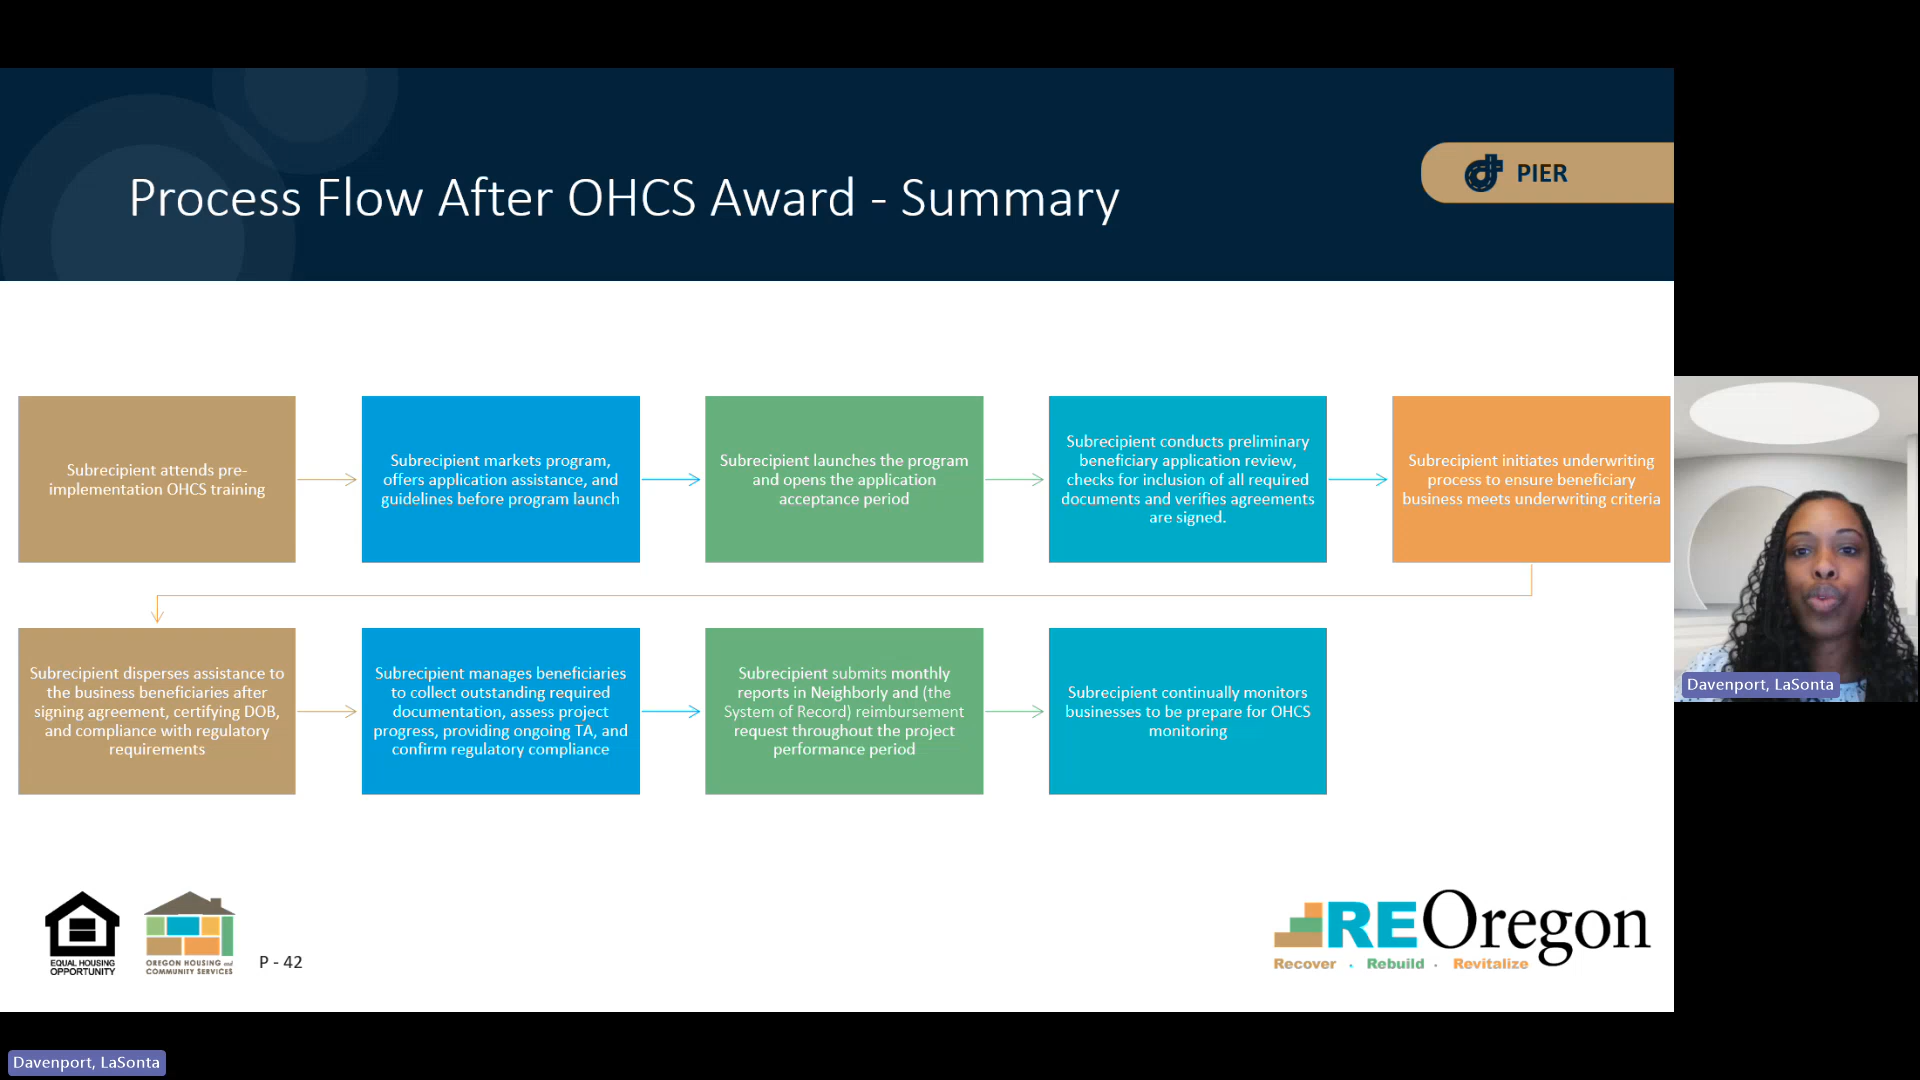 Process Flow After OHCS Award - Summary
PIER
Subrecipient attends pre-
implementation OHCS training
Subrecipient markets program,
offers application assistance, and
guidelines before program launch
Subrecipient launches the program
and opens the application
acceptance period
Subrecipient conducts preliminary
beneficiary application review,
checks for inclusion of all required
documents and verifies agreements
are signed.
Subrecipient initiates underwriting
process to ensure beneficiary
business meets underwriting criteria
Subrecipient disperses assistance to
the business beneficiaries after
signing agreement, certifying DOB,
and compliance with regulatory
requirements
Subrecipient manages beneficiaries
to collect outstanding required
documentation, assess project
progress, providing ongoing TA, and
confirm regulatory compliance
Subrecipient submits monthly
reports in Neighborly and (the
System of Record) reimbursement
request throughout the project
performance period
Subrecipient continually monitors
businesses to be prepare for OHCS
monitoring
Davenport, LaSonta
EQUAL HOUSING
OPPORTUNITY
OREGON HOUSING and
COMMUNITY SERVICES
P - 42
REOregon
Recover . Rebuild . Revitalize
Davenport, LaSonta